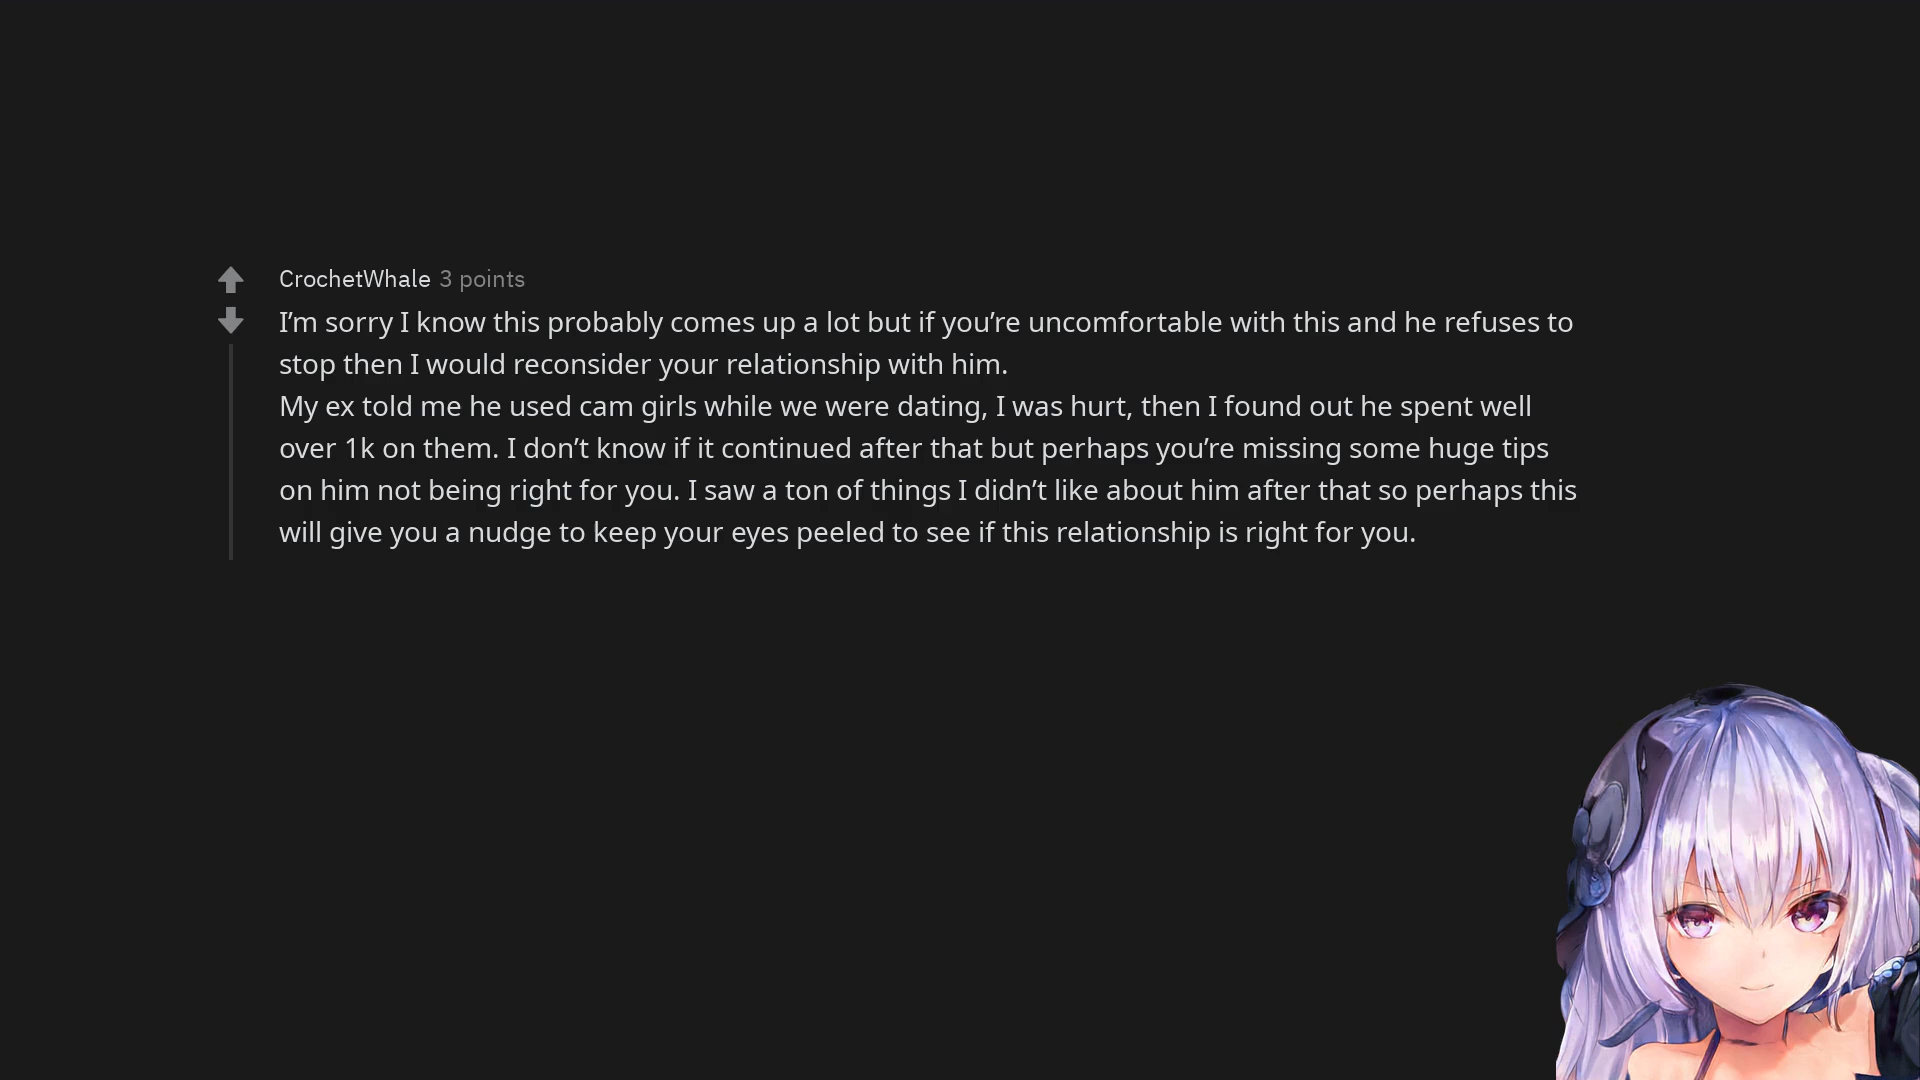 CrochetWhale 3 points
I’m sorry I know this probably comes up a lot but if you’re uncomfortable with this and he refuses to
stop then I would reconsider your relationship with him.
My ex told me he used cam girls while we were dating, I was hurt, then I found out he spent well
over 1k on them. I don’t know if it continued after that but perhaps you’re missing some huge tips
on him not being right for you. I saw a ton of things I didn’t like about him after that so perhaps this
will give you a nudge to keep your eyes peeled to see if this relationship is right for you.